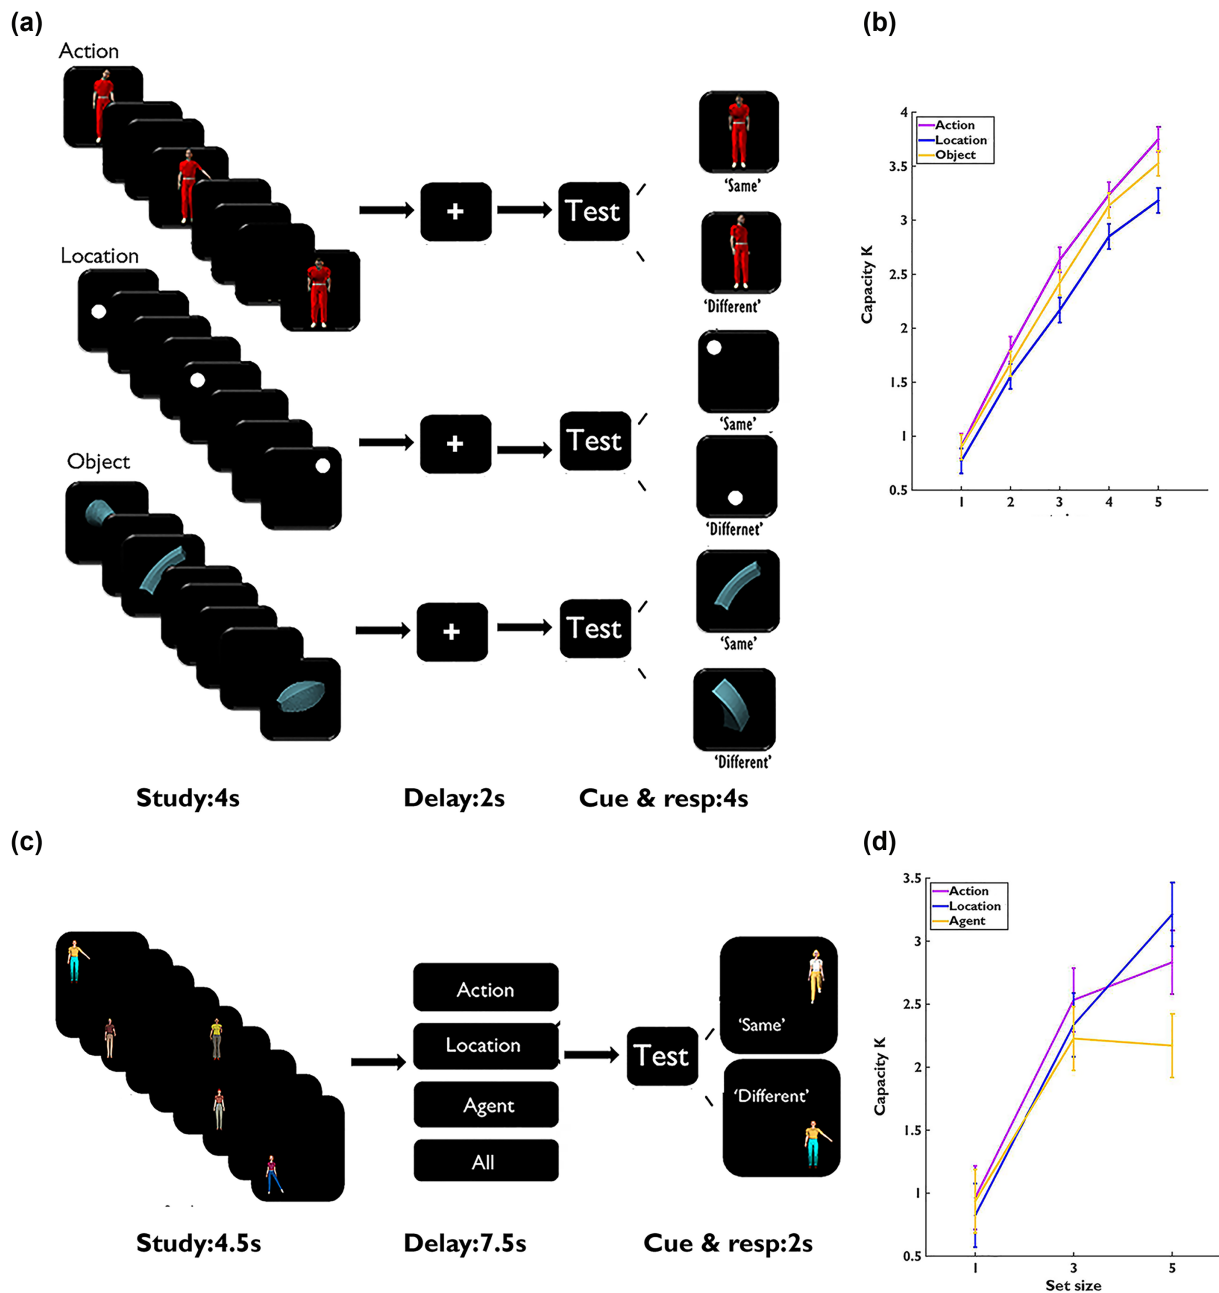 (a)
Action
+
Test
'Same'
'Different'
Location
+
Test
'Same'
'Differnet'
Object
+
Test
'Same'
'Different'
Study:4s
Delay:2s
Cue & resp:4s
(b)
4
3.5
3
2.5
2
1.5
1
0.5
Capacity K
Action
Location
Object
1
2
3
4
5
(c)
Action
Location
Agent
All
Test
'Same'
'Different'
Study:4.5s
Delay:7.5s
Cue & resp:2s
(d)
3.5
3
2.5
2
1.5
1
0.5
Capacity K
Action
Location
Agent
1
3
5
Set size